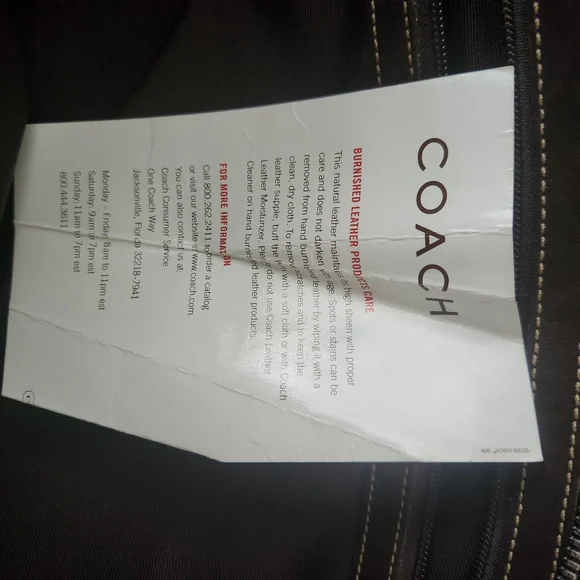 COACH
BURNISHED LEATHER PRODUCTS CARE
This natural leather maintains its high sheen with proper
care and does not darken with age. Spots or stains can be
removed from hand burnished leather by wiping it with a
clean, dry cloth. To remove scratches and to keep the
leather supple, buff the skin with a soft cloth or with Coach
Leather Moisturizer. Please do not use Coach Leather
Cleaner on hand burnished leather products.
FOR MORE INFORMATION
Call 800.262.2411 to order a catalog
or visit our website at www.coach.com.
You can also contact us at:
Coach Consumer Service
One Coach Way
Jacksonville, Florida 32218-7941
Monday – Friday: 8am to 11pm est
Saturday: 9am to 7pm est
Sunday: 11am to 7pm est
800.444.3611
COACH®